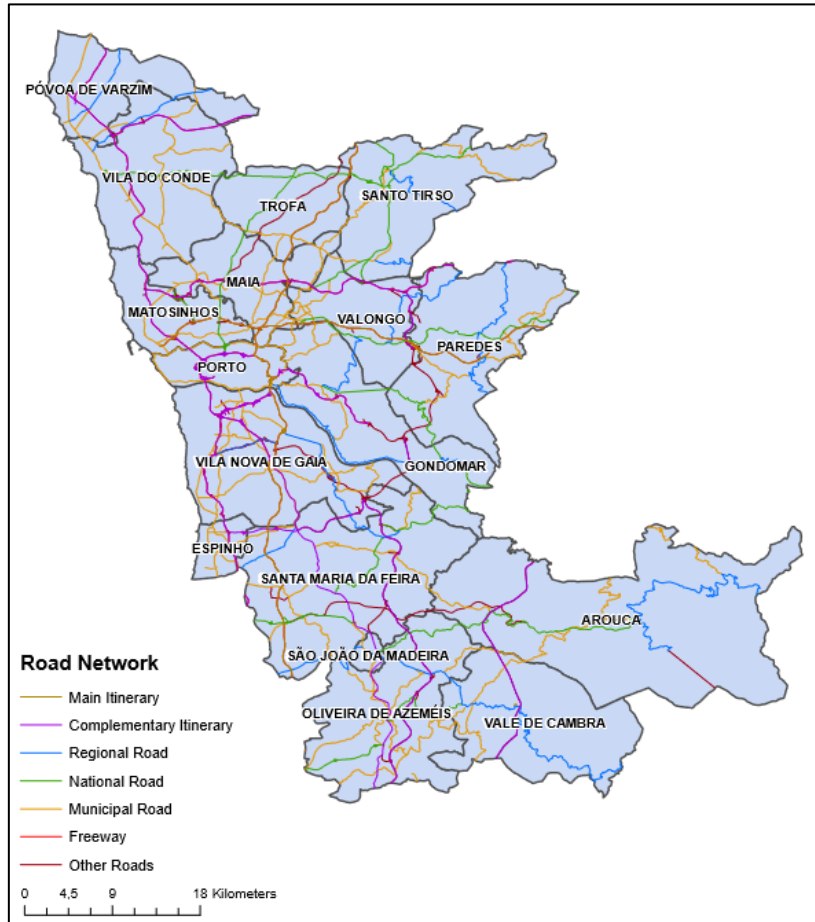 PÓVOA DE VARZIM
VILA DO CONDE
TROFA
SANTO TIRSO
MAIA
MATOSINHOS
VALONGO
PAREDES
PORTO
VILA NOVA DE GAIA
GONDOMAR
ESPINHO
SANTA MARIA DA FEIRA
AROUCA
SÃO JOÃO DA MADEIRA
OLIVEIRA DE AZEMÉIS
VALE DE CAMBRA
Road Network
Main Itinerary
Complementary Itinerary
Regional Road
National Road
Municipal Road
Freeway
Other Roads
0 4,5 9 18 Kilometers